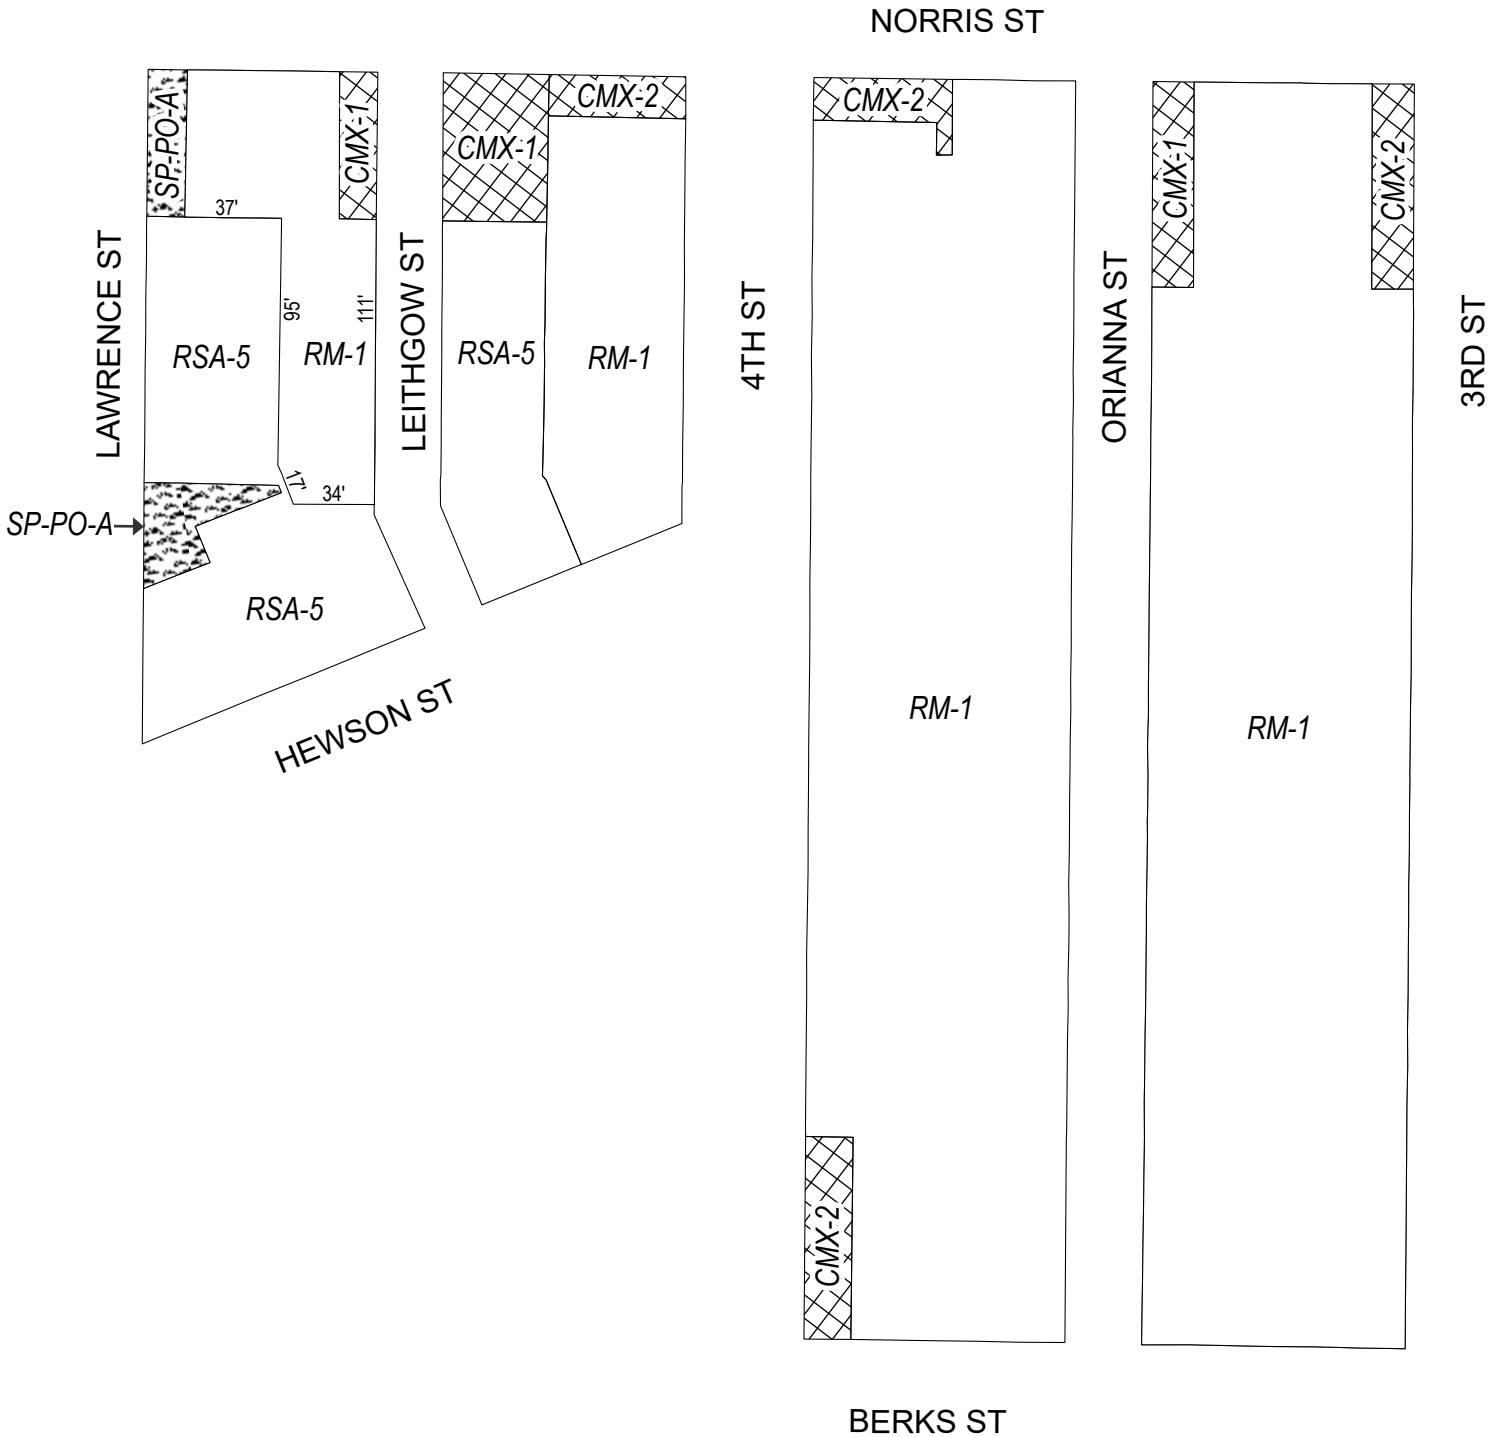 NORRIS ST
SP-PO-A
CMX-1
CMX-1
CMX-2
CMX-2
CMX-1
CMX-2
37'
95'
111'
17'
34'
LAWRENCE ST
RSA-5
RM-1
LEITHGOW ST
RSA-5
RM-1
4TH ST
ORIANNA ST
3RD ST
SP-PO-A
RSA-5
HEWSON ST
RM-1
RM-1
CMX-2
BERKS ST